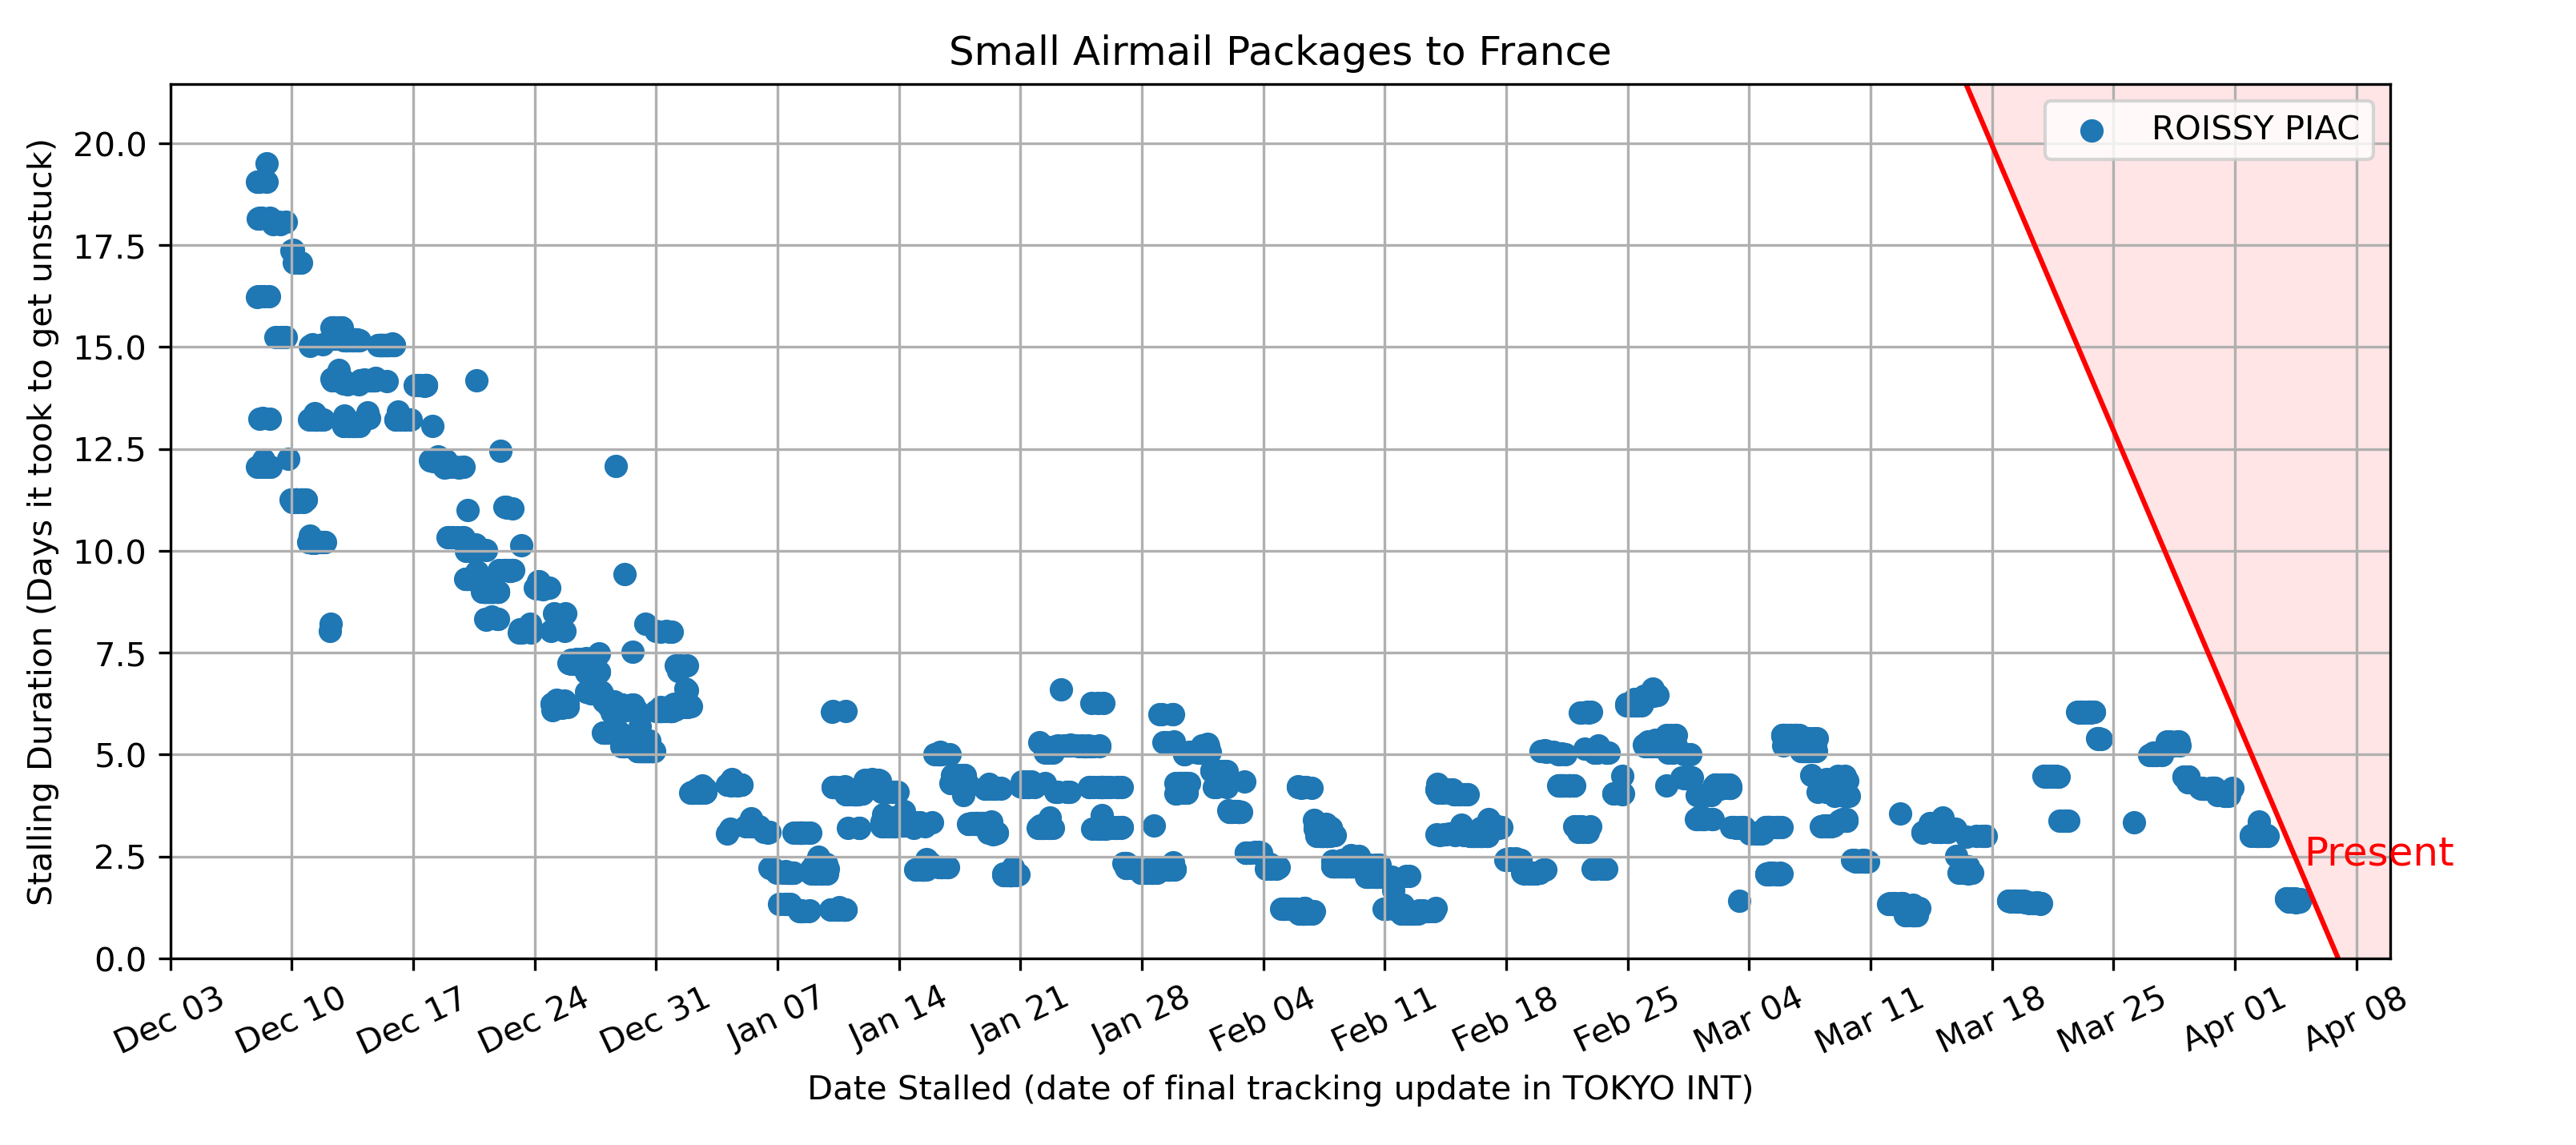 Small Airmail Packages to France
Stalling Duration (Days it took to get unstuck)
20.0
17.5
15.0
12.5
10.0
7.5
5.0
2.5
0.0
ROISSY PIAC
Present
Dec 03
Dec 10
Dec 17
Dec 24
Dec 31
Jan 07
Jan 14
Jan 21
Jan 28
Feb 04
Feb 11
Feb 18
Feb 25
Mar 04
Mar 11
Mar 18
Mar 25
Apr 01
Apr 08
Date Stalled (date of final tracking update in TOKYO INT)